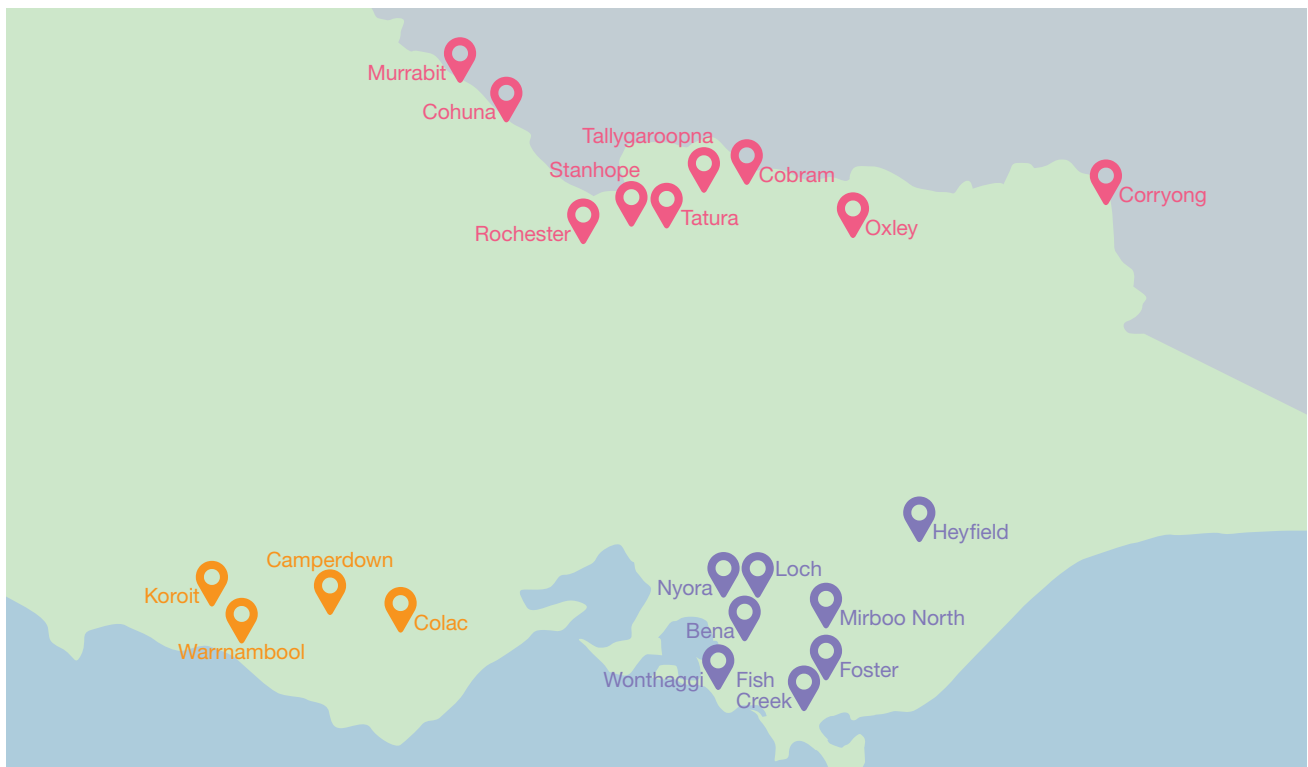 Murrabit
Cohuna
Tallygaroopna
Stanhope
Cobram
Corryong
Tatura
Oxley
Rochester
Heyfield
Camperdown
Koroit
Colac
Warrnambool
Loch
Nyora
Mirboo North
Bena
Foster
Wonthaggi
Fish
Creek